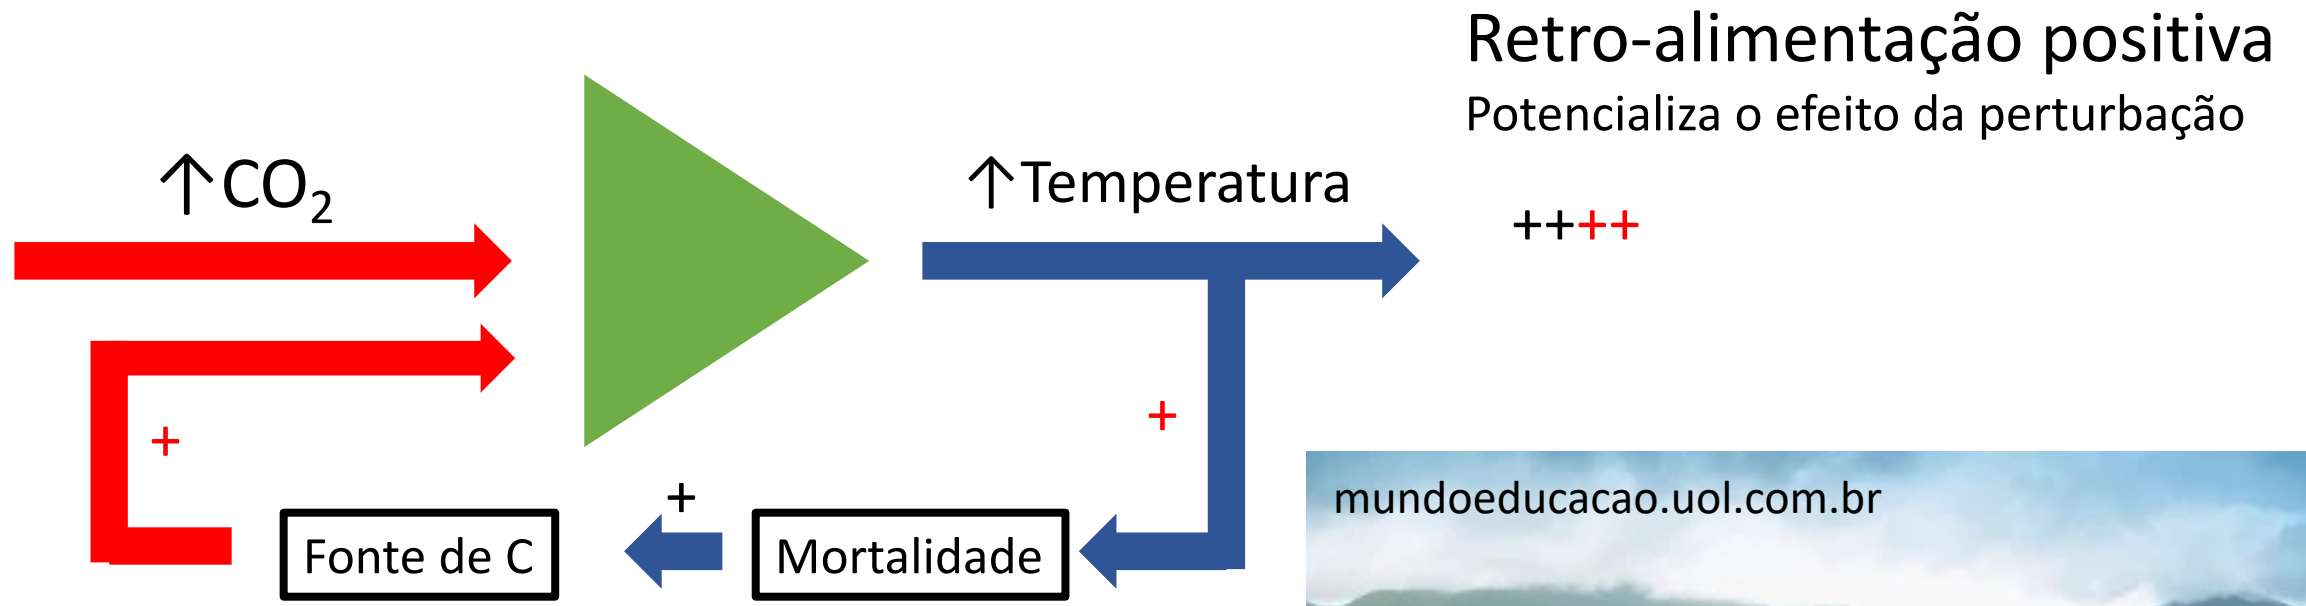 Retro-alimentação positiva
Potencializa o efeito da perturbação
↑CO₂
↑Temperatura
++++
+
+
+
Fonte de C
Mortalidade
mundoeducacao.uol.com.br